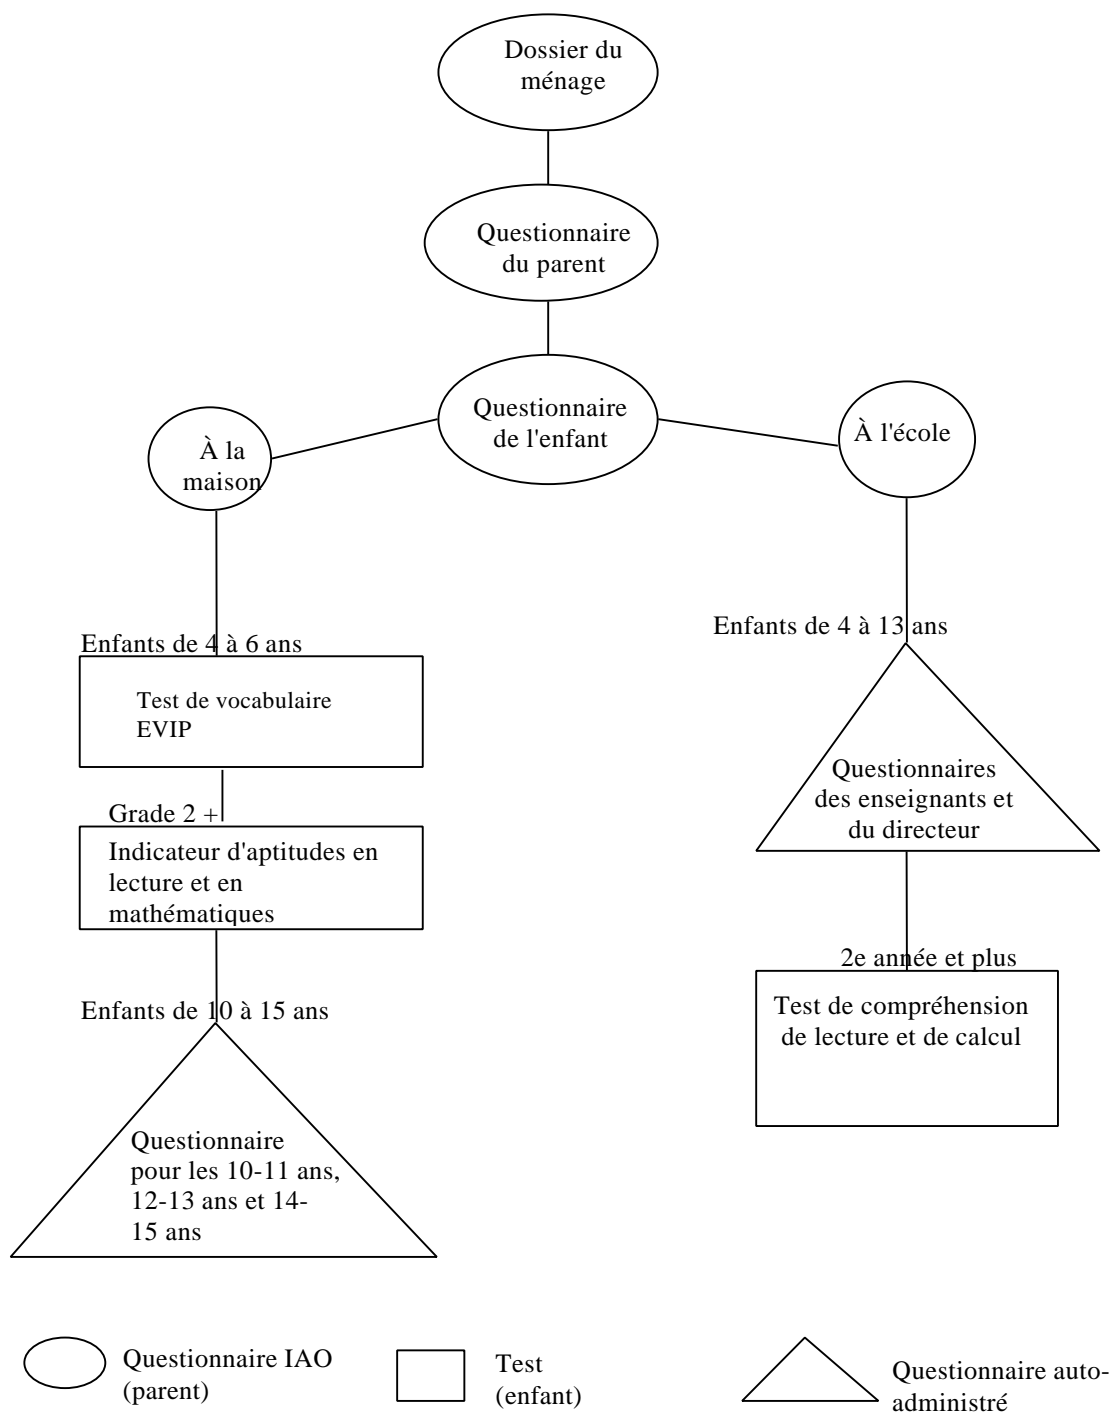 Dossier du
ménage
Questionnaire
du parent
Questionnaire
de l'enfant
À la
maison
À l'école
Enfants de 4 à 6 ans
Test de vocabulaire
EVIP
Grade 2 +
Indicateur d'aptitudes en
lecture et en
mathématiques
Enfants de 10 à 15 ans
Questionnaire
pour les 10-11 ans,
12-13 ans et 14-
15 ans
Enfants de 4 à 13 ans
Questionnaires
des enseignants et
du directeur
2e année et plus
Test de compréhension
de lecture et de calcul
Questionnaire IAO
(parent)
Test
(enfant)
Questionnaire auto-
administré